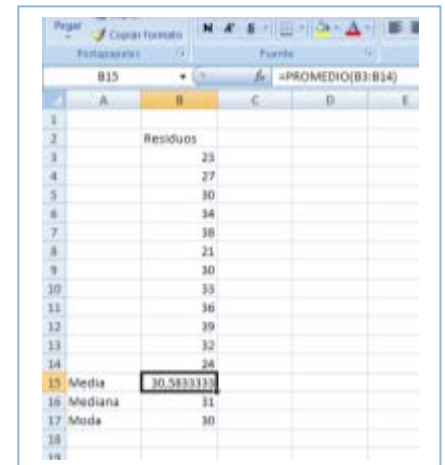 Pegar Copiar formato N K S A
Portapapeles Fuente
B15 fx =PROMEDIO(B3:B14)
A B C D E
1
2 Residuos
3 23
4 27
5 30
6 34
7 38
8 21
9 30
10 33
11 36
12 39
13 32
14 24
15 Media 30,5833333
16 Mediana 31
17 Moda 30
18
19